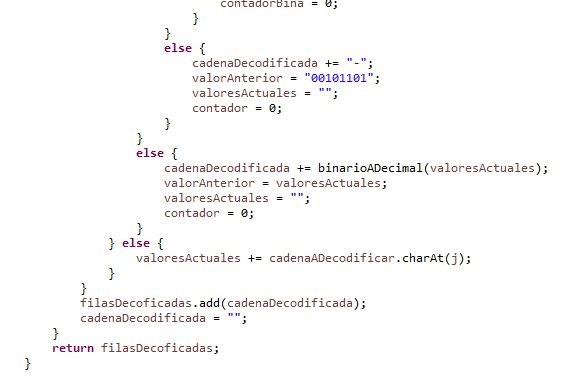 contadorBina = 0;
}
}
else {
cadenaDecodificada += "-";
valorAnterior = "00101101";
valoresActuales = "";
contador = 0;
}
}
else {
cadenaDecodificada += binarioADecimal(valoresActuales);
valorAnterior = valoresActuales;
valoresActuales = "";
contador = 0;
}
} else {
valoresActuales += cadenaADecodificar.charAt(j);
}
}
filasDecoficadas.add(cadenaDecodificada);
cadenaDecodificada = "";
}
return filasDecoficadas;
}